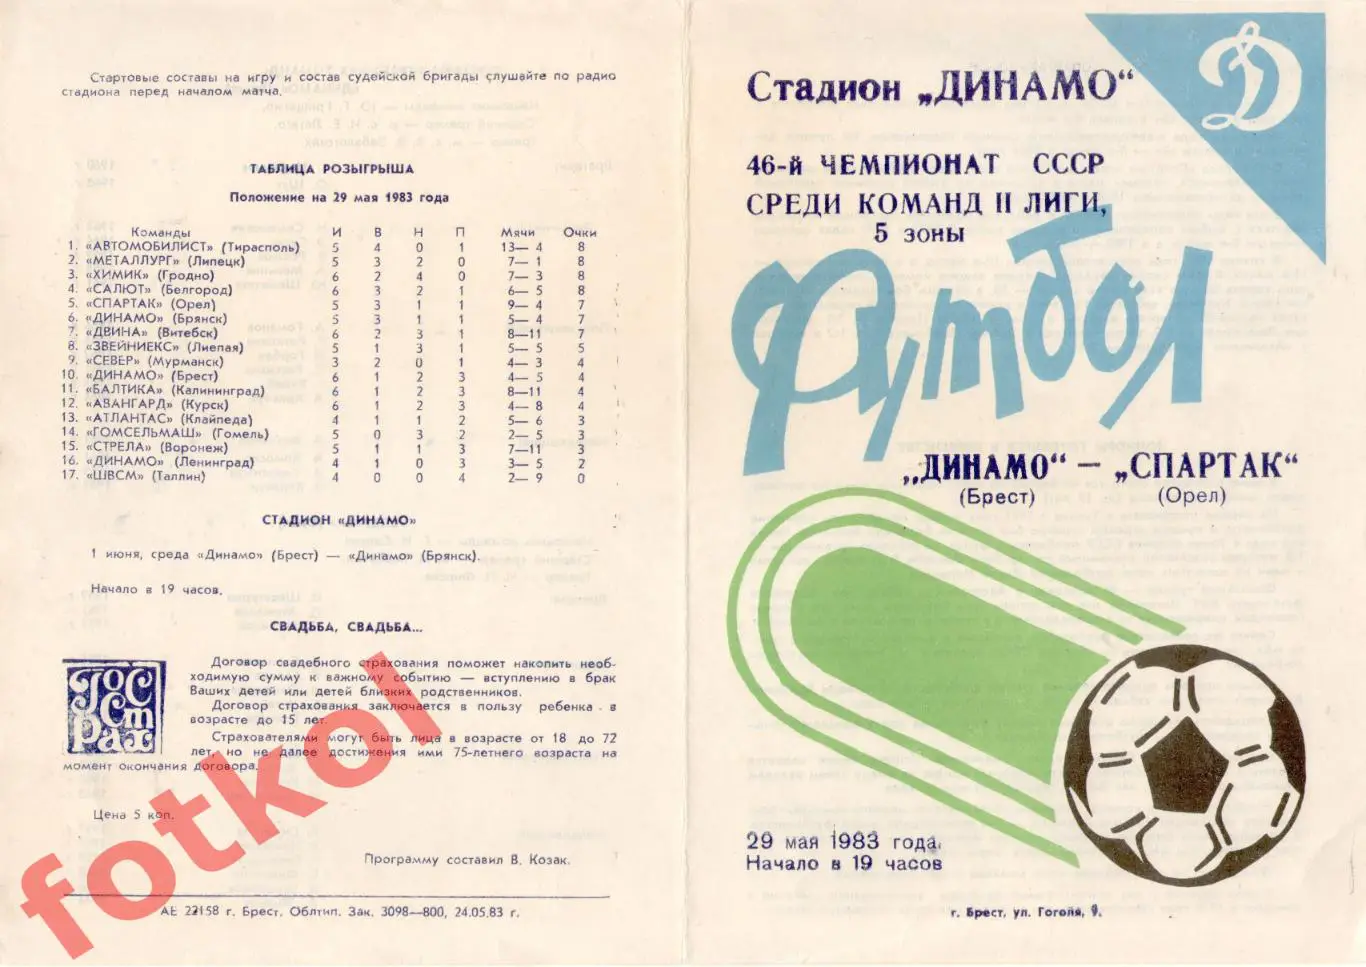 Стартовые составы на игру и состав судейской бригады слушайте по радио
стадиона перед началом матча.
ТАБЛИЦА РОЗЫГРЫША
Положение на 29 мая 1983 года
Команды И В Н П Мячи Очки
1. «АВТОМОБИЛИСТ» (Тирасполь) 5 4 0 1 13— 4 8
2. «МЕТАЛЛУРГ» (Липецк) 5 3 2 0 7— 1 8
3. «ХИМИК» (Гродно) 6 2 4 0 7— 3 8
4. «САЛЮТ» (Белгород) 6 3 2 1 6— 5 8
5. «СПАРТАК» (Орел) 5 3 1 1 9— 4 7
6. «ДИНАМО» (Брянск) 5 3 1 1 5— 4 7
7. «ДВИНА» (Витебск) 6 2 3 1 8—11 7
8. «ЗВЕЙНИЕКС» (Лиепая) 5 1 3 1 5— 5 5
9. «СЕВЕР» (Мурманск) 3 2 0 1 4— 3 4
10. «ДИНАМО» (Брест) 6 1 2 3 4— 5 4
11. «БАЛТИКА» (Калининград) 6 1 2 3 8—11 4
12. «АВАНГАРД» (Курск) 6 1 2 3 4— 8 4
13. «АТЛАНТАС» (Клайпеда) 4 1 1 2 5— 6 3
14. «ГОМСЕЛЬМАШ» (Гомель) 5 0 3 2 2— 5 3
15. «СТРЕЛА» (Воронеж) 5 1 1 3 7—11 3
16. «ДИНАМО» (Ленинград) 4 1 0 3 3— 5 2
17. «ШВСМ» (Таллин) 4 0 0 4 2— 9 0
СТАДИОН «ДИНАМО»
1 июня, среда «Динамо» (Брест) — «Динамо» (Брянск).
Начало в 19 часов.
СВАДЬБА, СВАДЬБА...
ГОС
СТ
РАХ
Договор свадебного страхования поможет накопить необ-
ходимую сумму к важному событию — вступлению в брак
Ваших детей или детей близких родственников.
Договор страхования заключается в пользу ребенка в
возрасте до 15 лет.
Страхователями могут быть лица в возрасте от 18 до 72
лет, но не далее достижения ими 75-летнего возраста на
момент окончания договора.
Цена 5 коп.
Программу составил В. Козак.
АЕ 22158 г. Брест, Облтип. Зак. 3098—800, 24.05.83 г.
fotkol
Д
Стадион „ДИНАМО“
46-й ЧЕМПИОНАТ СССР
СРЕДИ КОМАНД II ЛИГИ,
5 ЗОНЫ
Футбол
„ДИНАМО“ — „СПАРТАК“
(Брест) (Орел)
29 мая 1983 года.
Начало в 19 часов
г. Брест, ул. Гоголя, 9.